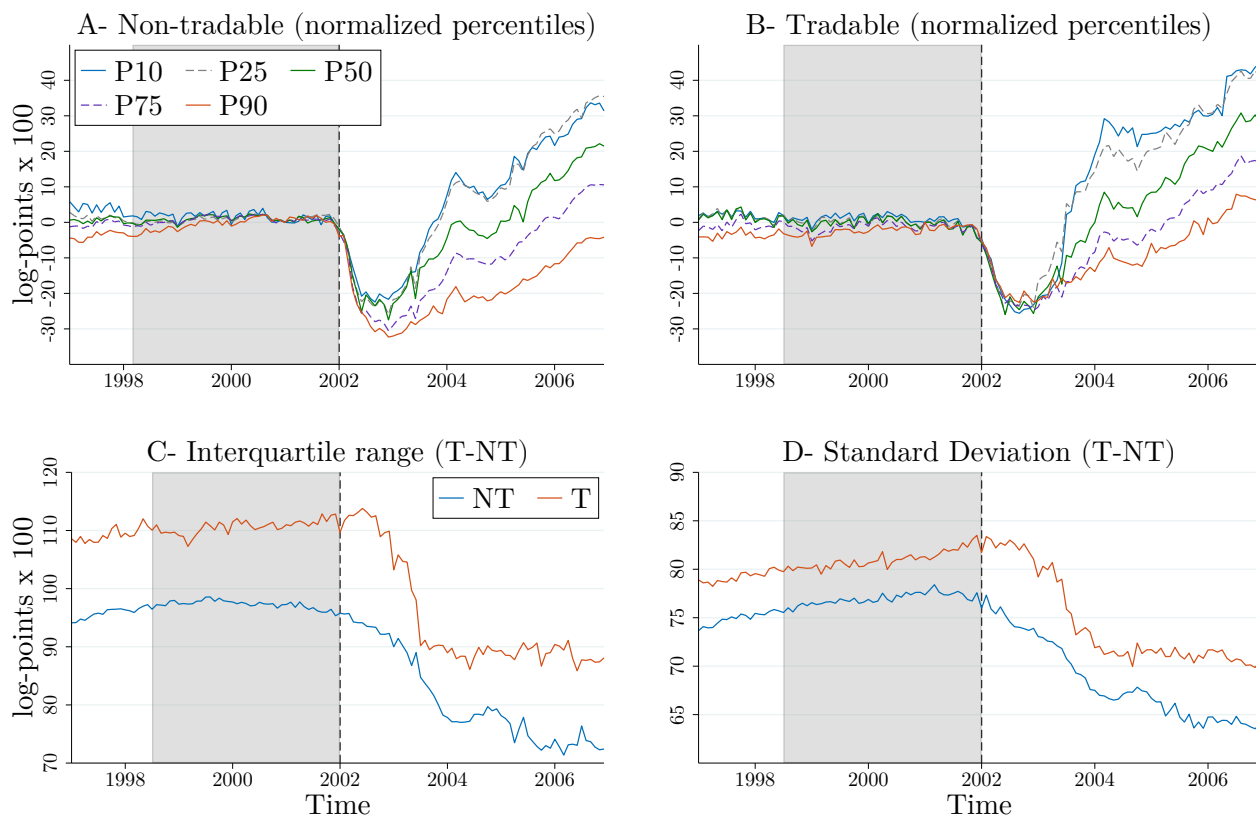 A- Non-tradable (normalized percentiles)
P10 P25 P50
P75 P90
log-points x 100
40
30
20
10
0
-10
-20
-30
1998 2000 2002 2004 2006
B- Tradable (normalized percentiles)
40
30
20
10
0
-10
-20
-30
1998 2000 2002 2004 2006
C- Interquartile range (T-NT)
NT T
log-points x 100
120
110
100
90
80
70
1998 2000 2002 2004 2006
Time
D- Standard Deviation (T-NT)
90
85
80
75
70
65
1998 2000 2002 2004 2006
Time